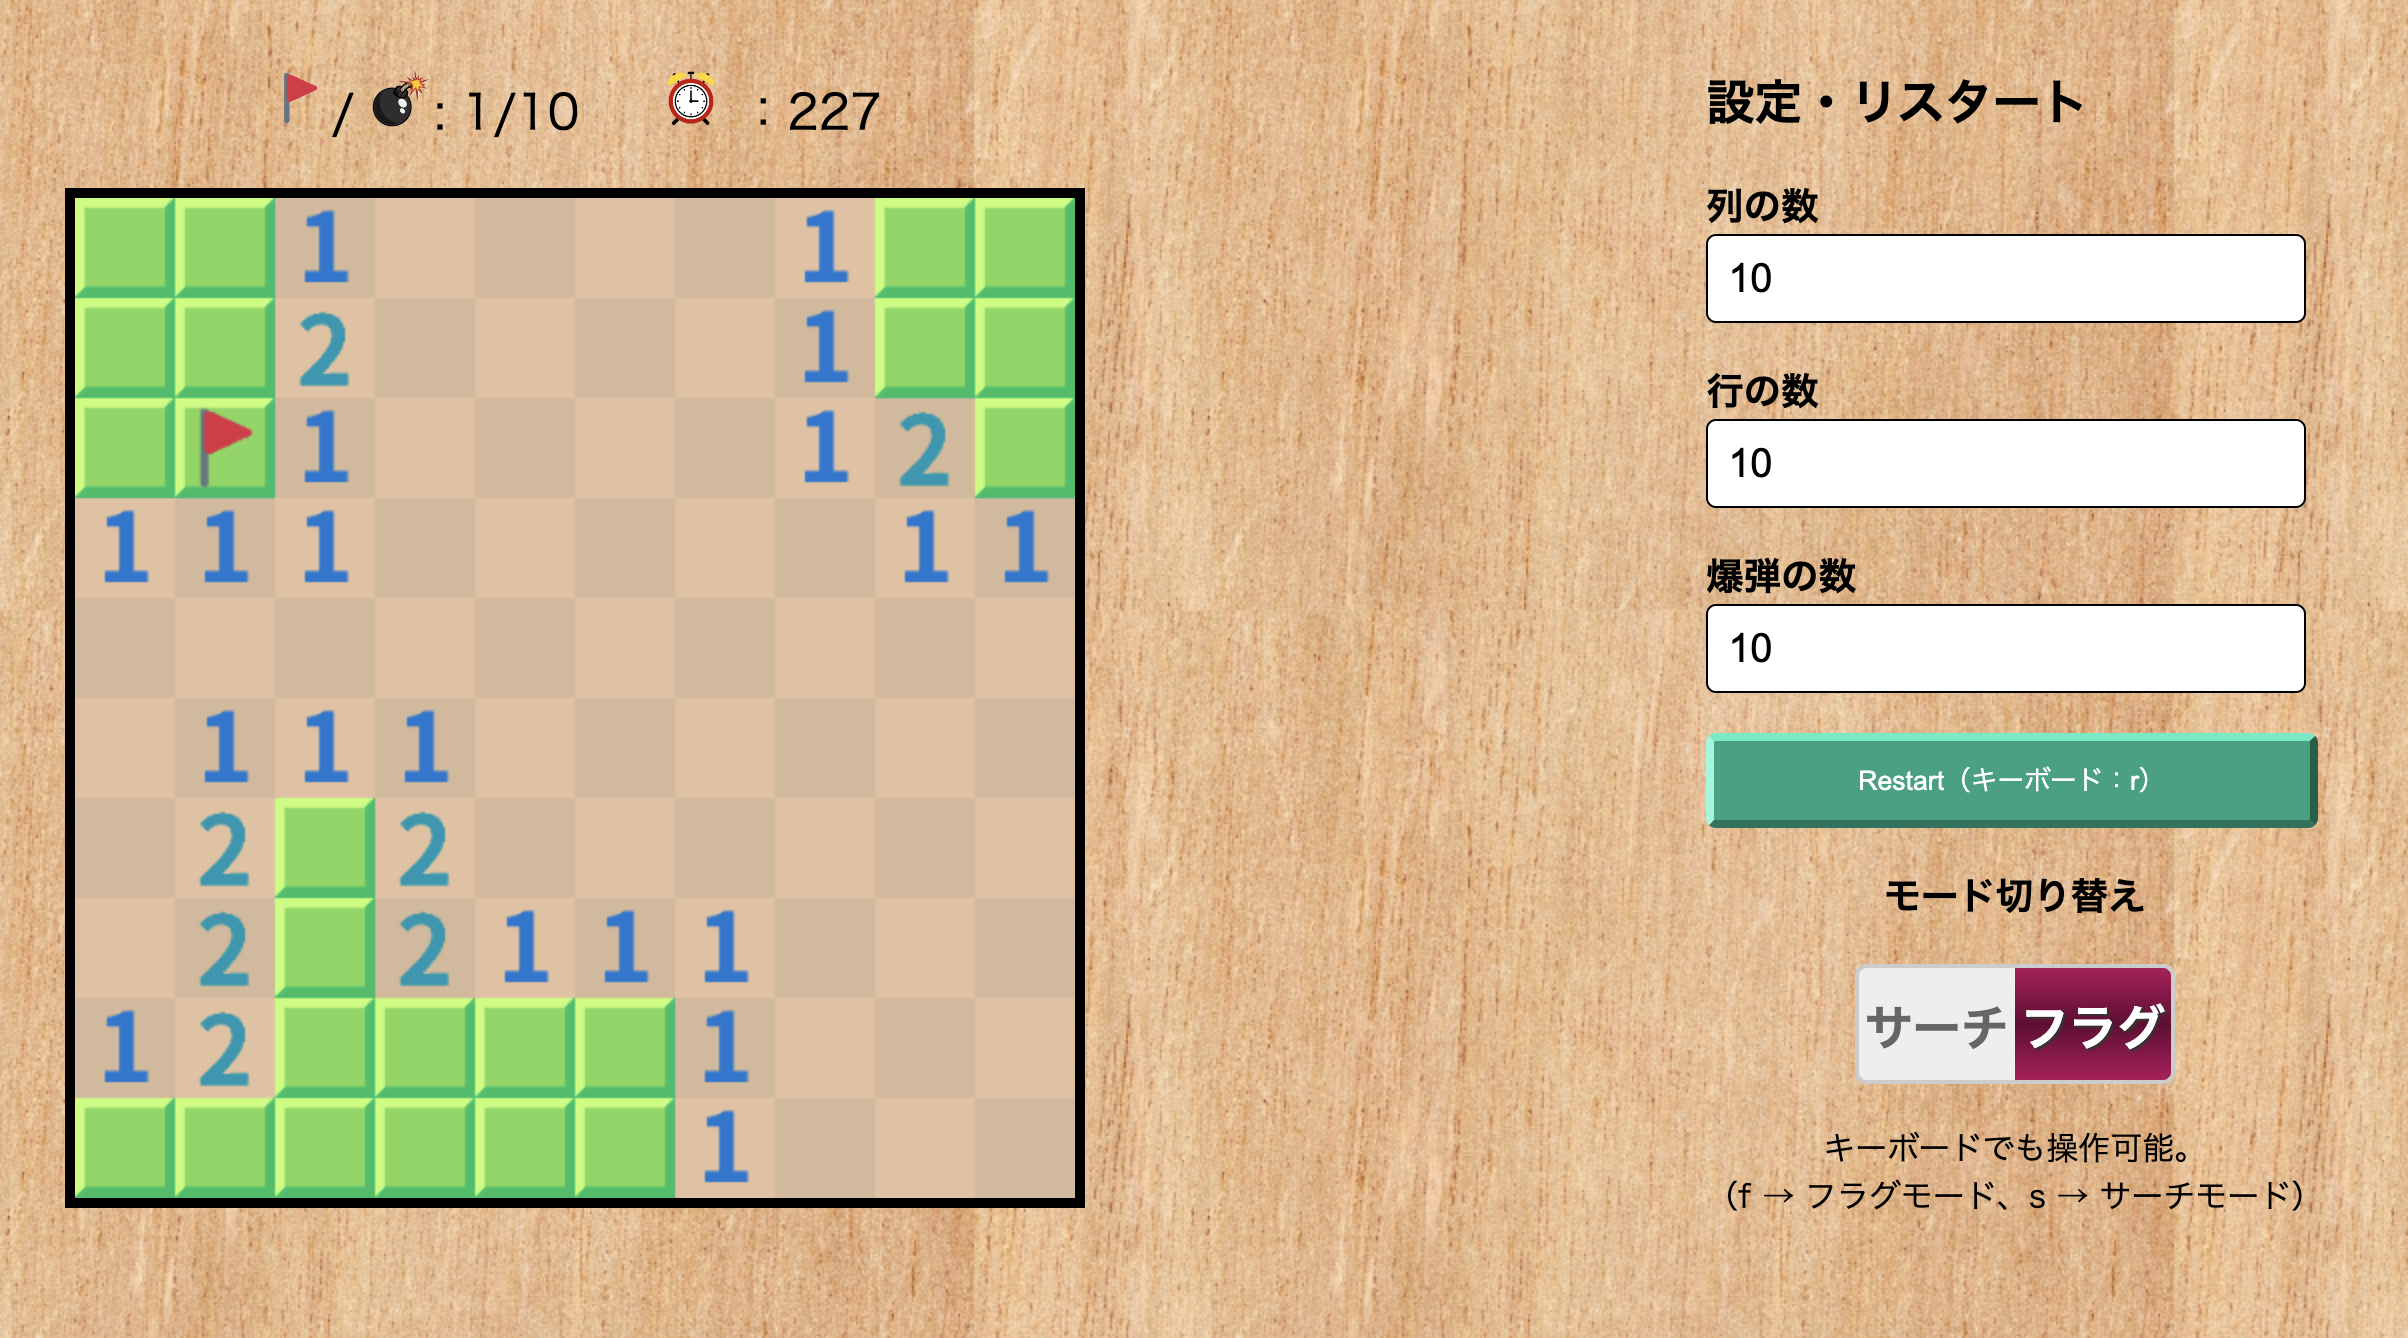 / : 1/10 : 227
設定・リスタート
列の数
10
行の数
10
爆弾の数
10
Restart（キーボード：r）
モード切り替え
サーチ フラグ
キーボードでも操作可能。
（f → フラグモード、s → サーチモード）
1 1
2 1
1 1 2
1 1 1 1 1
1 1 1
2 2
2 2 1 1 1
1 2 1
1